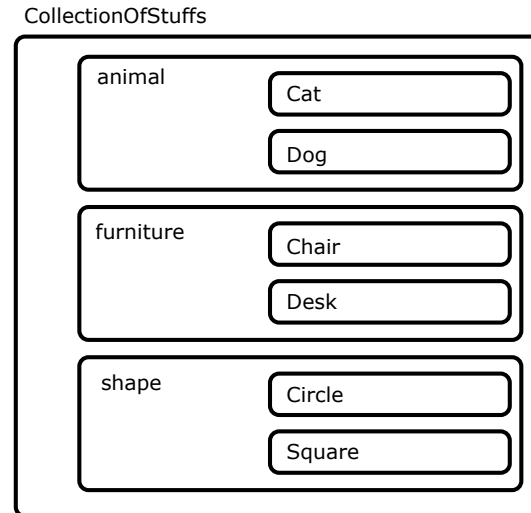 CollectionOfStuffs
animal
Cat
Dog
furniture
Chair
Desk
shape
Circle
Square